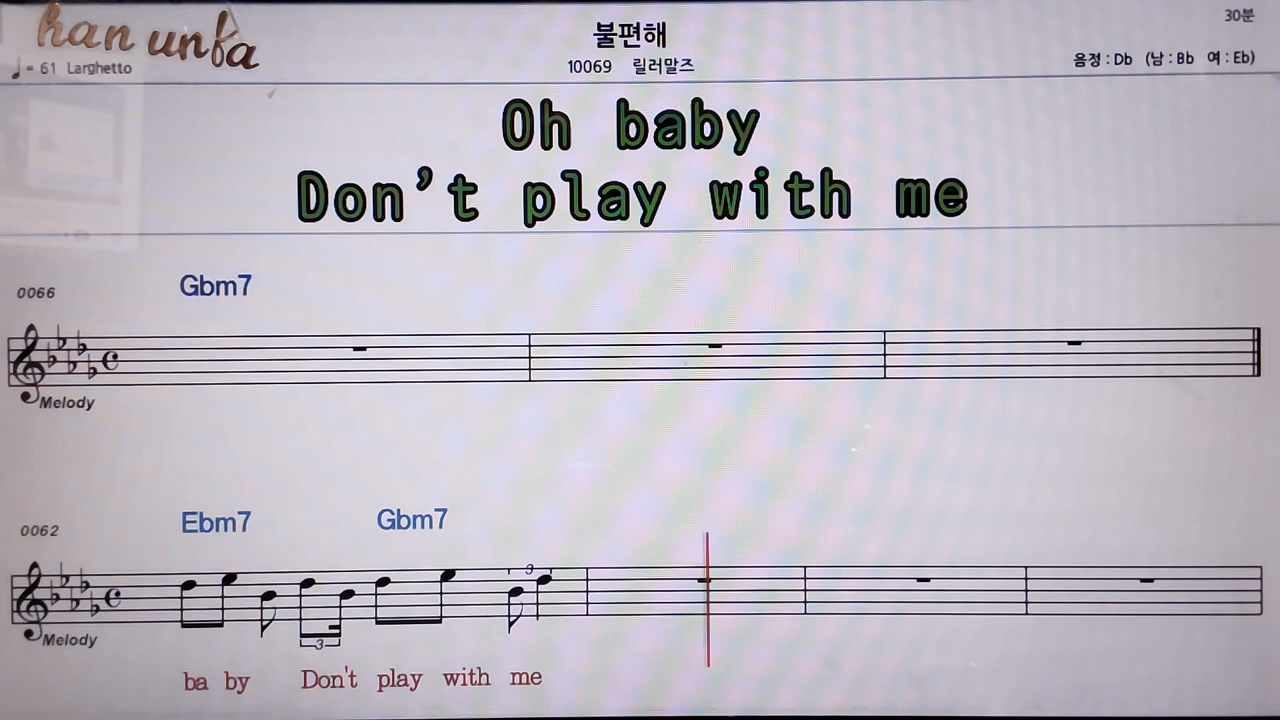 han unfa
30분
불편해
♩= 61 Larghetto
10069 릴러말즈
음정 : Db (남 : Bb 여 : Eb)
Oh baby
Don't play with me
0066
Gbm7
Melody
0062
Ebm7 Gbm7
3
3
Melody
ba by Don't play with me